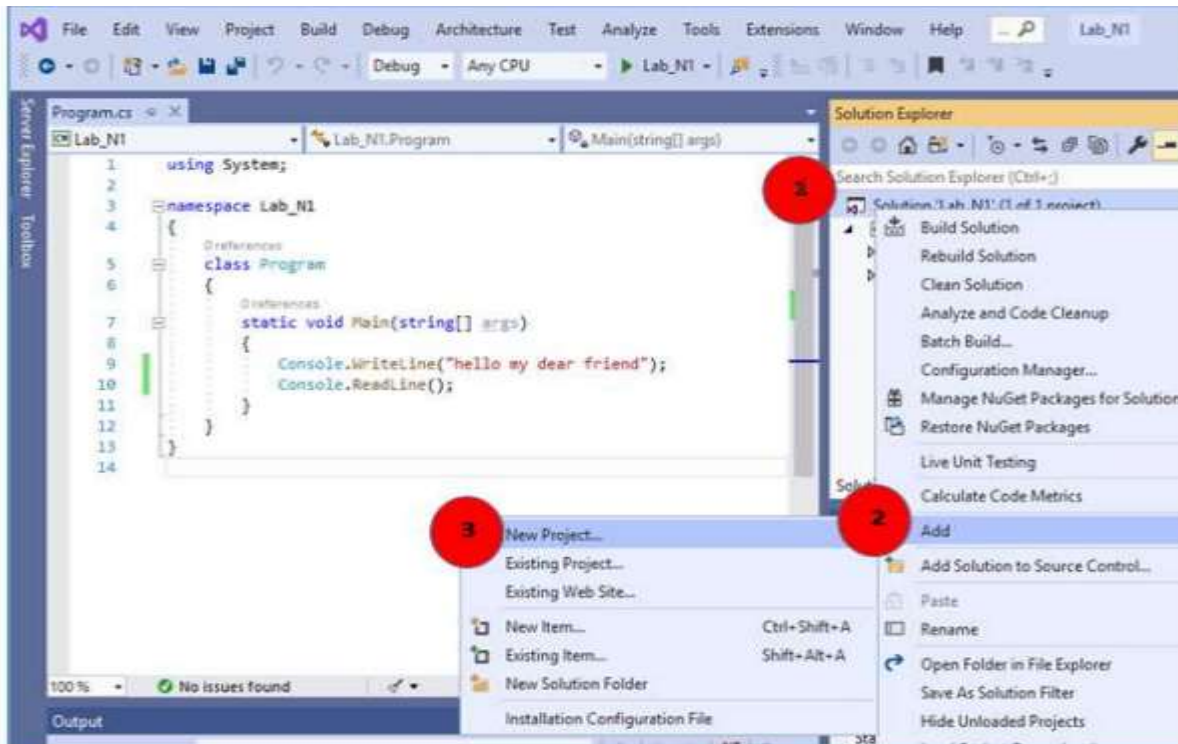 File Edit View Project Build Debug Architecture Test Analyze Tools Extensions Window Help ... Lab_N1
Debug Any CPU Lab_N1
Server Explorer
Toolbox
Program.cs
Lab_N1 Lab_N1.Program Main(string[] args)
1 using System;
2
3 namespace Lab_N1
4 {
0 references
5 class Program
6 {
0 references
7 static void Main(string[] args)
8 {
9 Console.WriteLine("hello my dear friend");
10 Console.ReadLine();
11 }
12 }
13 }
14
100 % No issues found
Output
Solution Explorer
Search Solution Explorer (Ctrl+;)
Solution 'Lab_N1' (1 of 1 project)
Build Solution
Rebuild Solution
Clean Solution
Analyze and Code Cleanup
Batch Build...
Configuration Manager...
Manage NuGet Packages for Solution
Restore NuGet Packages
Live Unit Testing
Calculate Code Metrics
2
Add
Add Solution to Source Control...
Paste
Rename
Open Folder in File Explorer
Save As Solution Filter
Hide Unloaded Projects
3
New Project...
Existing Project...
Existing Web Site...
New Item... Ctrl+Shift+A
Existing Item... Shift+Alt+A
New Solution Folder
Installation Configuration File